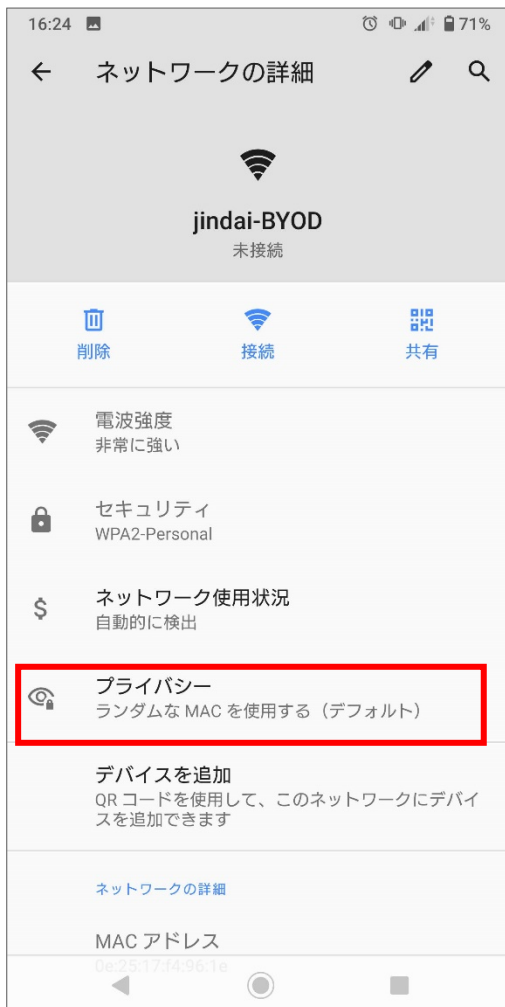 16:24
71%
ネットワークの詳細
jindai-BYOD
未接続
削除
接続
共有
電波強度
非常に強い
セキュリティ
WPA2-Personal
ネットワーク使用状況
自動的に検出
プライバシー
ランダムな MAC を使用する（デフォルト）
デバイスを追加
QR コードを使用して、このネットワークにデバイ
スを追加できます
ネットワークの詳細
MAC アドレス
0e:25:17:f4:96:1e